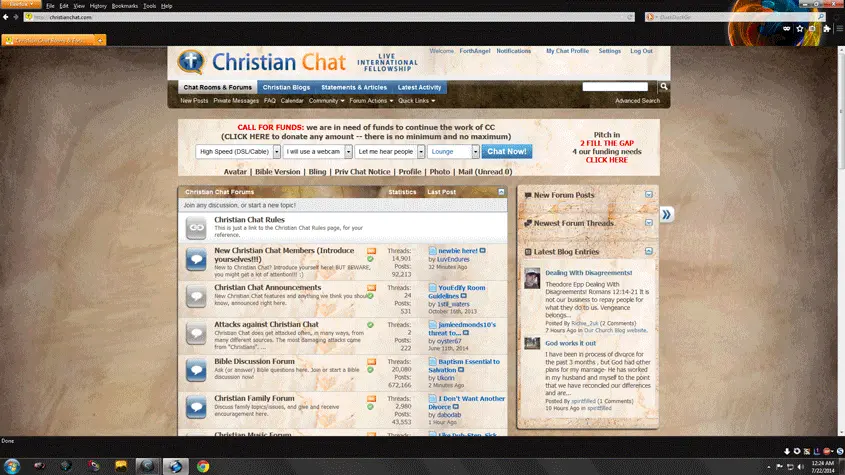 File Edit View History Bookmarks Tools Help
http://christianchat.com
Christian Chat
LIVE
INTERNATIONAL
FELLOWSHIP
Welcome ForthAngel Notifications My Chat Profile Settings Log Out
Chat Rooms & Forums Christian Blogs Statements & Articles Latest Activity
New Posts Private Messages FAQ Calendar Community Forum Actions Quick Links Advanced Search
CALL FOR FUNDS: we are in need of funds to continue the work of CC
(CLICK HERE to donate any amount -- there is no minimum and no maximum)
High Speed (DSL/Cable) I will use a webcam Let me hear people Lounge Chat Now!
Avatar | Bible Version | Bling | Priv Chat Notice | Profile | Photo | Mail (Unread 0)
Pitch in
2 FILL THE GAP
4 our funding needs
CLICK HERE
Christian Chat Forums Statistics Last Post
Join any discussion, or start a new topic!
Christian Chat Rules
This is just a link to the Christian Chat Rules page, for your
reference.
New Christian Chat Members (Introduce
yourselves!!!)
New to Christian Chat? Introduce yourself here! BUT BEWARE,
you might get a lot of attention!!! :)
Threads:
14,901
Posts:
92,213
newbie here!
by LuvEndures
32 Minutes Ago
Christian Chat Announcements
New Christian Chat features and anything we think you should
know, announced right here.
Threads:
24
Posts:
531
YouEdify Room
Guidelines
by 1still_waters
October 15th, 2013
Attacks against Christian Chat
Christian Chat does get attacked often, in many ways, from
many different sources. The most damaging attacks come
from "Christians"....
Threads:
2
Posts:
222
jamiedmonds10's
threat to...
by oyster67
June 11th, 2014
Bible Discussion Forum
Ask (or answer) Bible questions here. Join or start a Bible
discussion now!
Threads:
20,080
Posts:
672,166
Baptism Essential to
Salvation
by Ukorin
2 Minutes Ago
Christian Family Forum
Discuss family topics/issues, and give and receive
encouragement here.
Threads:
2,980
Posts:
43,553
I Don't Want Another
Divorce
by dabodab
1 Hour Ago
Christian Music Forum
Threads:
Like Dub-Step, Sick
New Forum Posts
Newest Forum Threads
Latest Blog Entries
Dealing With Disagreements!
Theodore Epp Dealing With
Disagreements! Romans 12:14-21 It is
not our business to repay people for
what they do to us. Vengeance
belongs...
(2 Comments)
7 Hours Ago in Our Church Blog website.
God works it out
I have been in process of divorce for
the past 3 months , but God had other
plans for my marriage- He has worked
in my husband and myself to the point
that we have reconciled our differences
and are...
Posted By spiritfilled (1 Comments)
10 Hours Ago in spiritfilled
Done
12:24 AM
7/22/2014